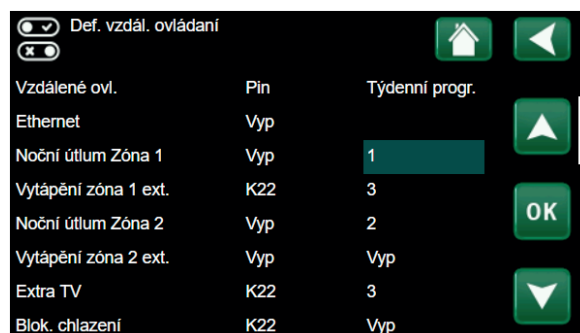 Def. vzdál. ovládaní
Vzdálené ovl. Pin Týdenní progr.
Ethernet Vyp
Noční útlum Zóna 1 Vyp 1
Vytápění zóna 1 ext. K22 3
Noční útlum Zóna 2 Vyp 2
Vytápění zóna 2 ext. Vyp Vyp
Extra TV K22 3
Blok. chlazení K22 Vyp
OK